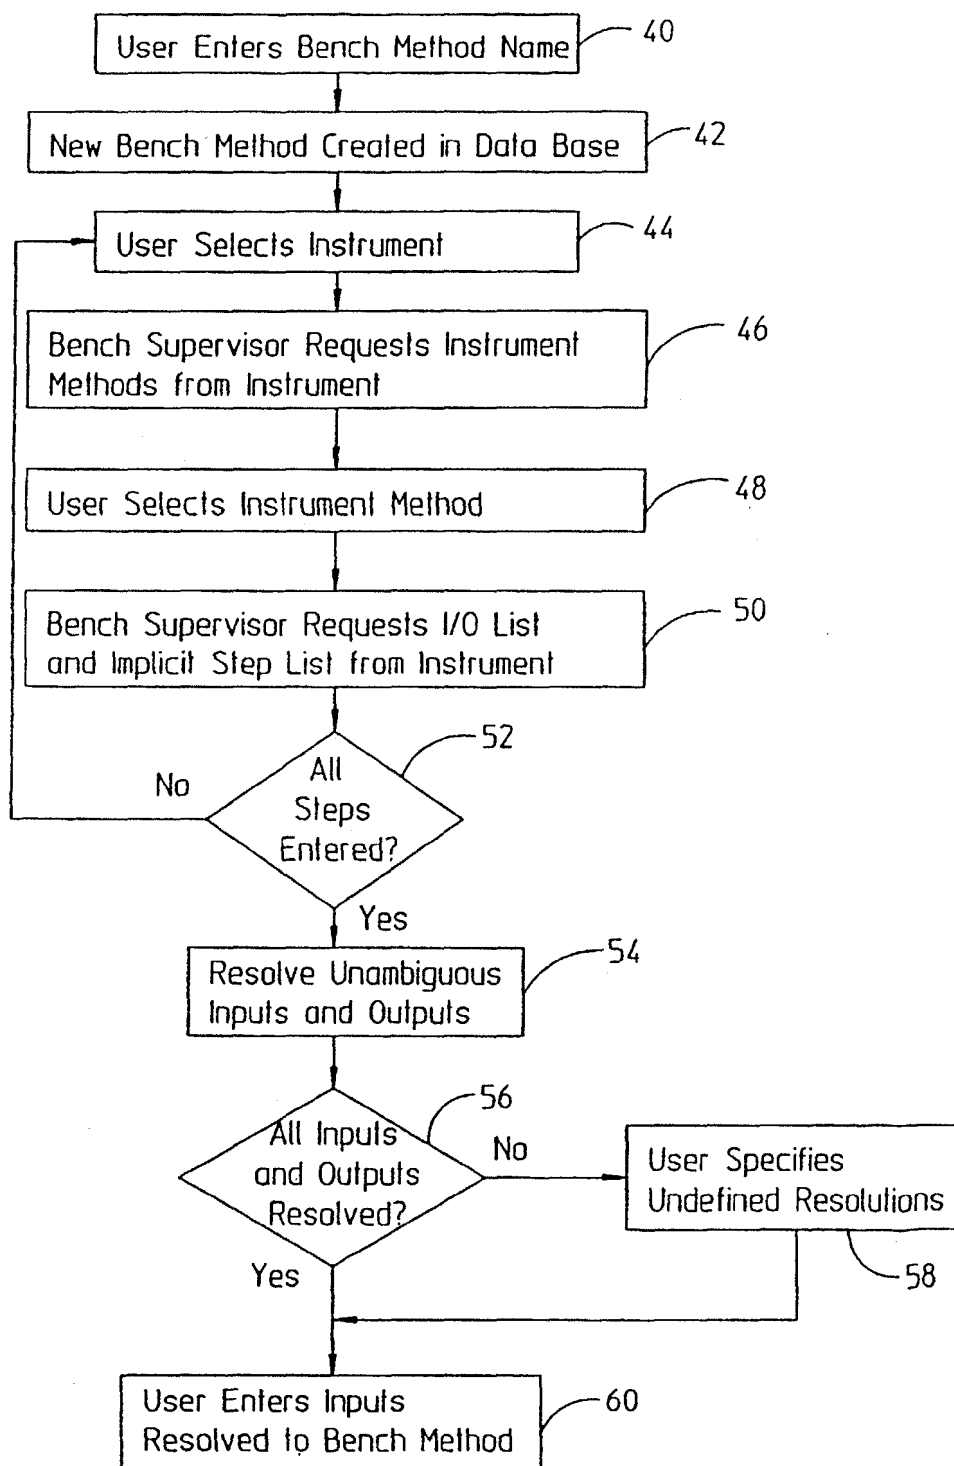 User Enters Bench Method Name
40
New Bench Method Created in Data Base
42
User Selects Instrument
44
Bench Supervisor Requests Instrument
Methods from Instrument
46
User Selects Instrument Method
48
Bench Supervisor Requests I/O List
and Implicit Step List from Instrument
50
All
Steps
Entered?
52
No
Yes
Resolve Unambiguous
Inputs and Outputs
54
All Inputs
and Outputs
Resolved?
56
No
User Specifies
Undefined Resolutions
58
Yes
User Enters Inputs
Resolved to Bench Method
60